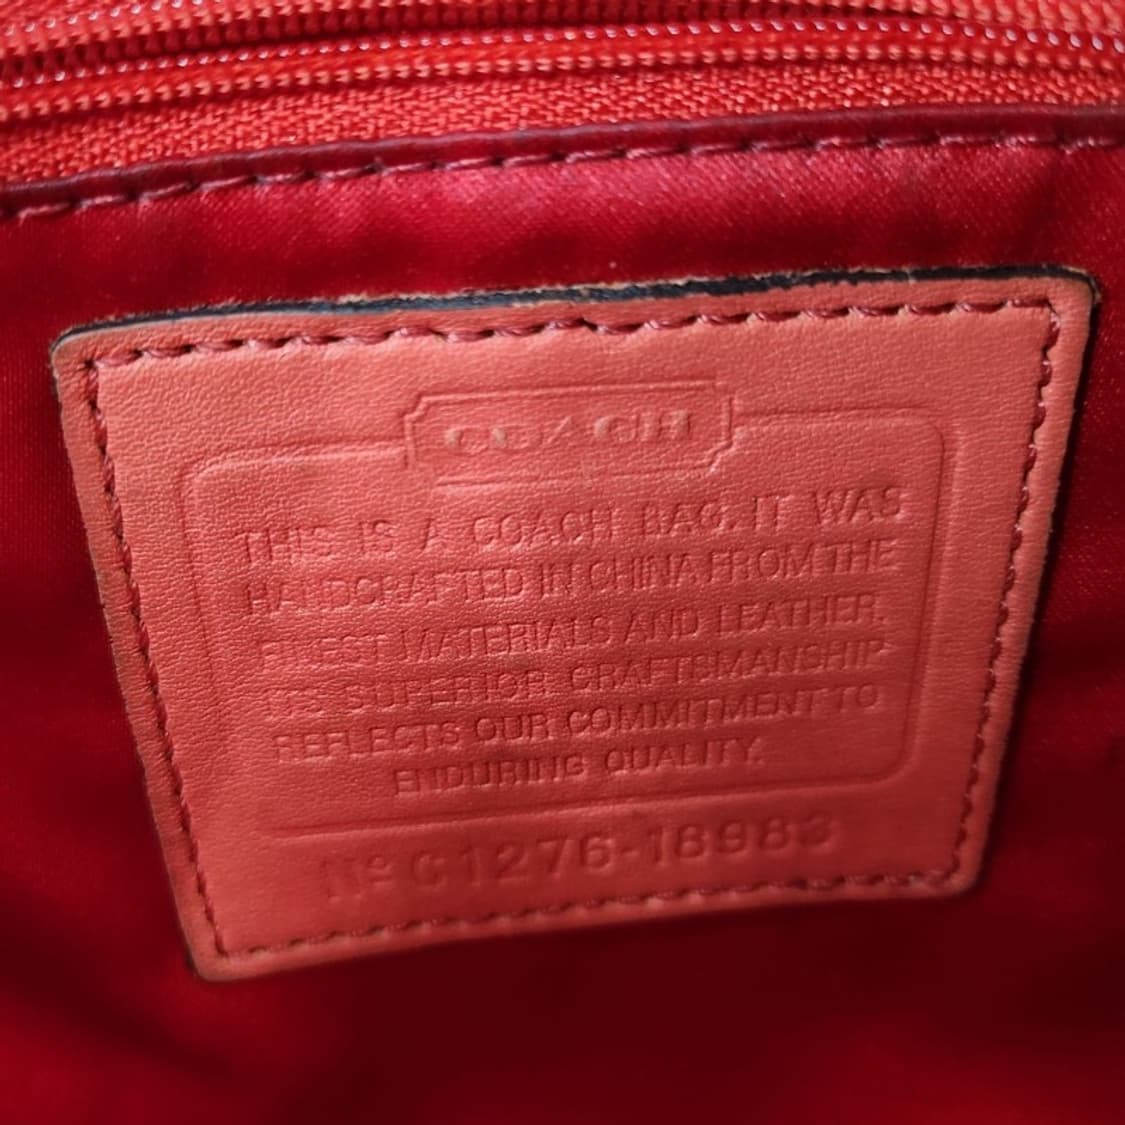 COACH
THIS IS A COACH BAG. IT WAS
HANDCRAFTED IN CHINA FROM THE
FINEST MATERIALS AND LEATHER.
ITS SUPERIOR CRAFTSMANSHIP
REFLECTS OUR COMMITMENT TO
ENDURING QUALITY.
Nº C1276-18983